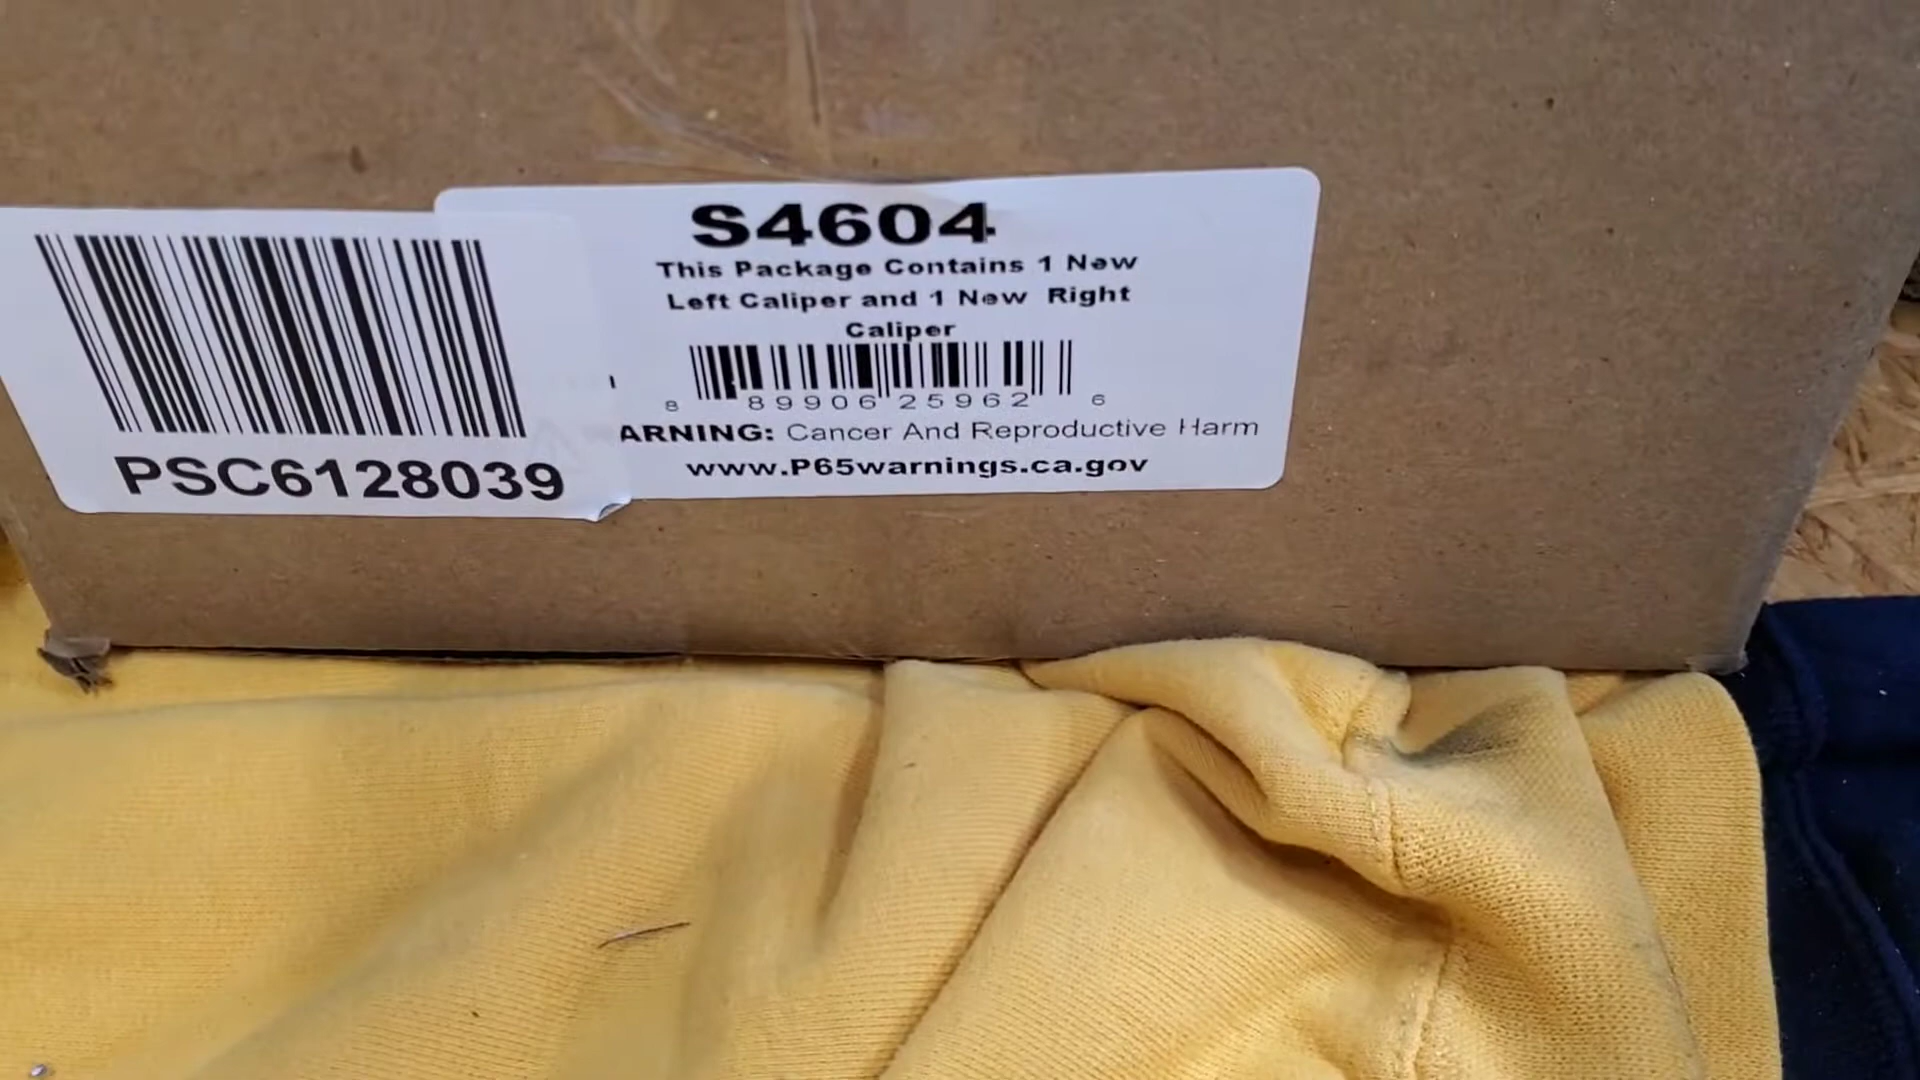 PSC6128039
S4604
This Package Contains 1 New
Left Caliper and 1 New Right
Caliper
8 89906 25962 6
ARNING: Cancer And Reproductive Harm
www.P65warnings.ca.gov